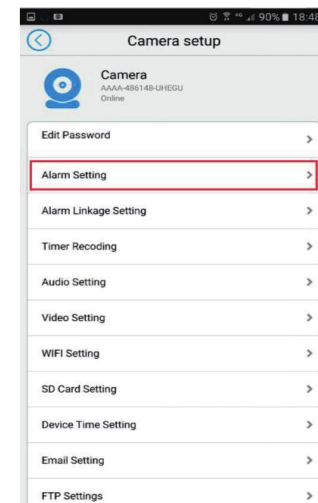 90% 18:48
Camera setup
Camera
AAAA-486148-UHEGU
Online
Edit Password
Alarm Setting
Alarm Linkage Setting
Timer Recoding
Audio Setting
Video Setting
WIFI Setting
SD Card Setting
Device Time Setting
Email Setting
FTP Settings